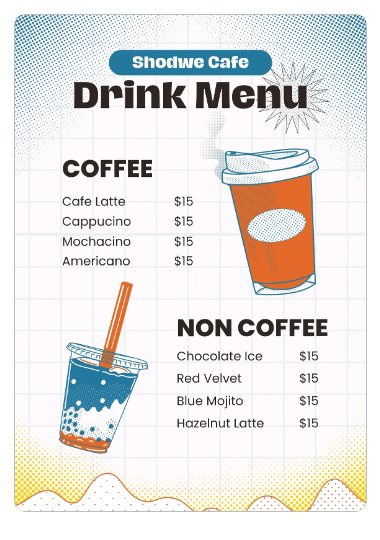 Shodwe Cafe
Drink Menu
COFFEE
Cafe Latte $15
Cappucino $15
Mochacino $15
Americano $15
NON COFFEE
Chocolate Ice $15
Red Velvet $15
Blue Mojito $15
Hazelnut Latte $15